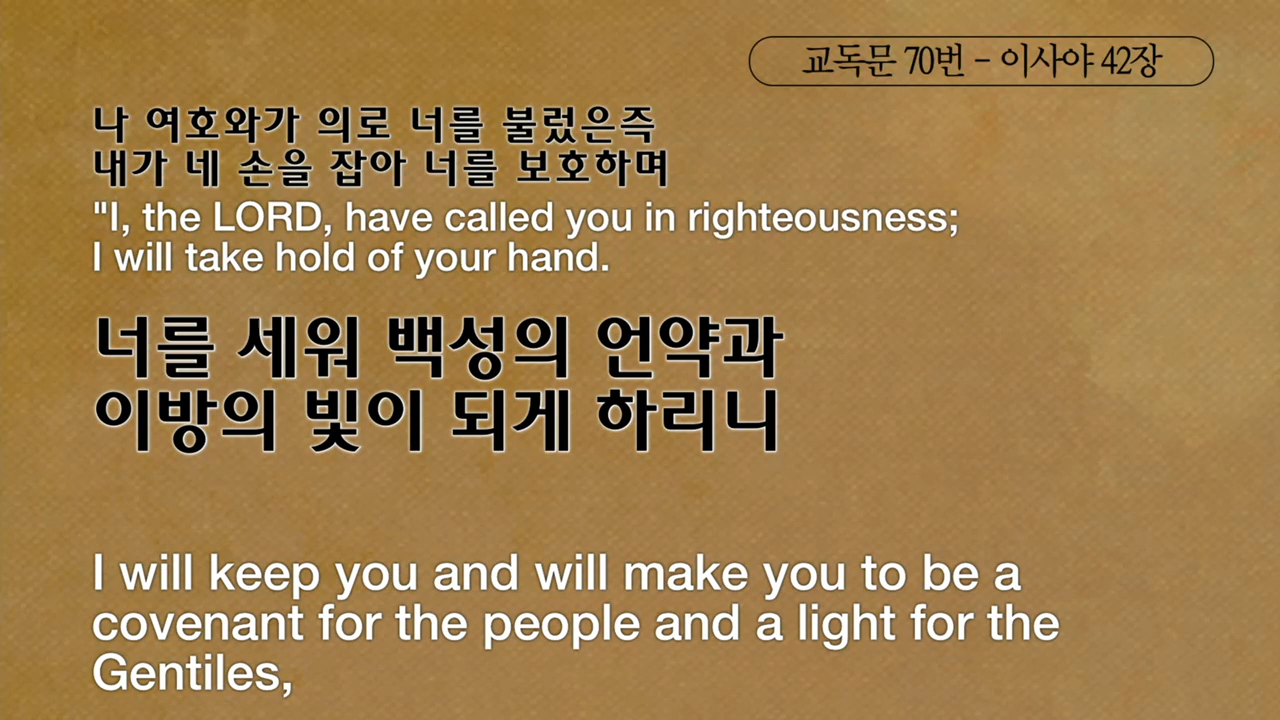 교독문 70번 - 이사야 42장
나 여호와가 의로 너를 불렀은즉
내가 네 손을 잡아 너를 보호하며
"I, the LORD, have called you in righteousness;
I will take hold of your hand.
너를 세워 백성의 언약과
이방의 빛이 되게 하리니
I will keep you and will make you to be a
covenant for the people and a light for the
Gentiles,